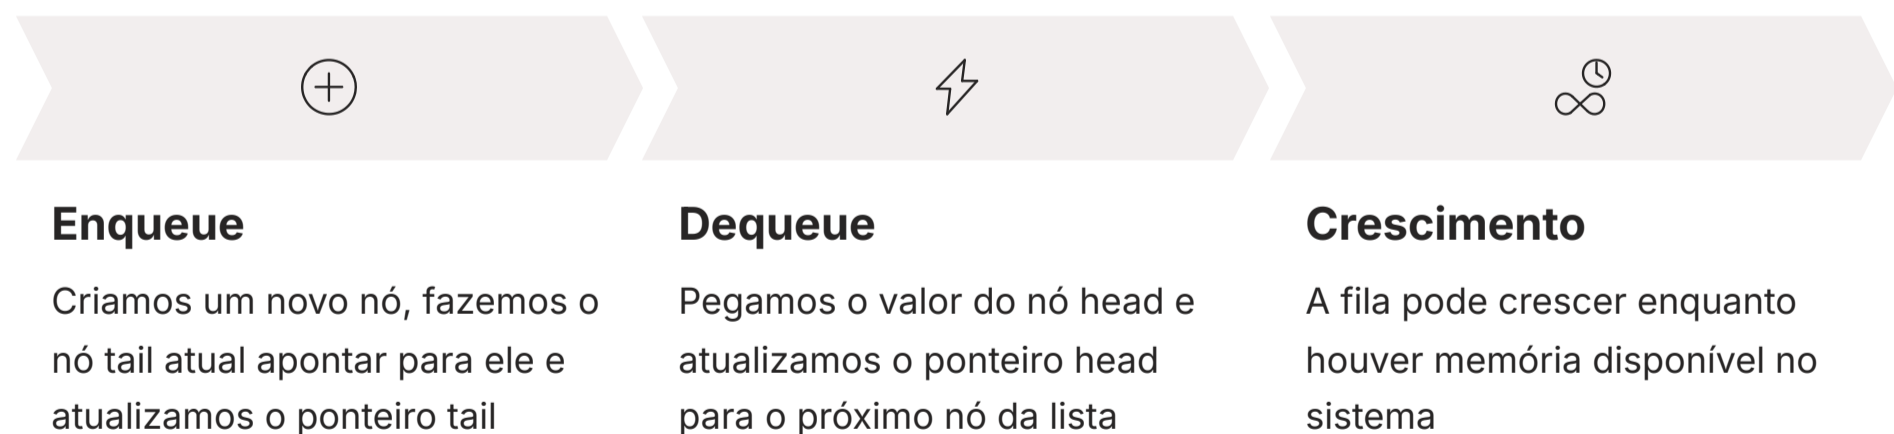 Enqueue
Criamos um novo nó, fazemos o
nó tail atual apontar para ele e
atualizamos o ponteiro tail
Dequeue
Pegamos o valor do nó head e
atualizamos o ponteiro head
para o próximo nó da lista
Crescimento
A fila pode crescer enquanto
houver memória disponível no
sistema